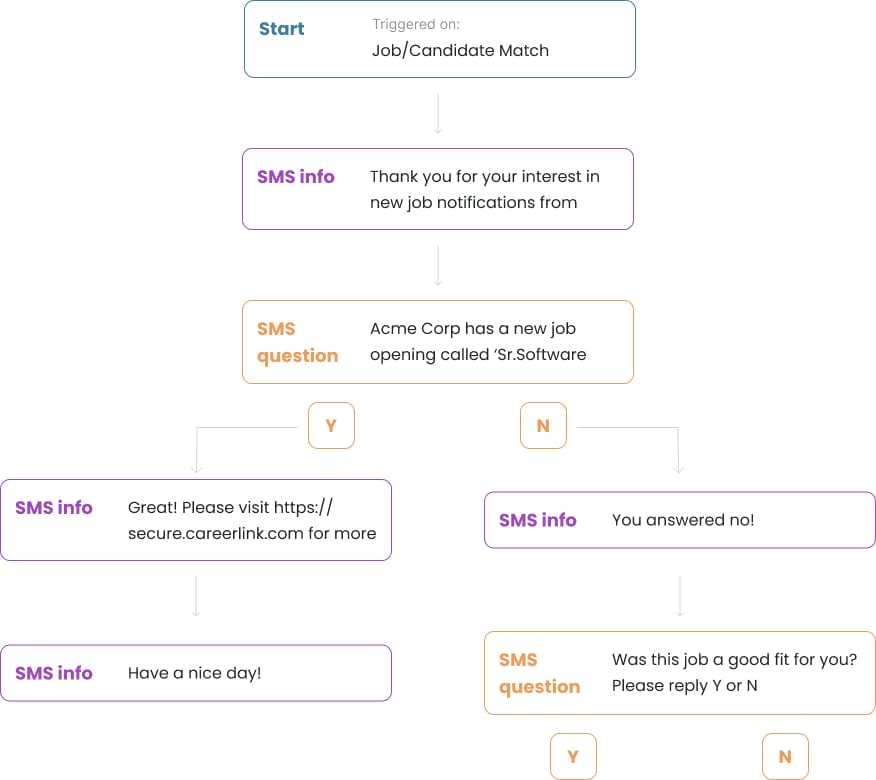 Start
Triggered on:
Job/Candidate Match
SMS info
Thank you for your interest in
new job notifications from
SMS
question
Acme Corp has a new job
opening called ‘Sr.Software
Y
N
SMS info
Great! Please visit https://
secure.careerlink.com for more
SMS info
You answered no!
SMS info
Have a nice day!
SMS
question
Was this job a good fit for you?
Please reply Y or N
Y
N